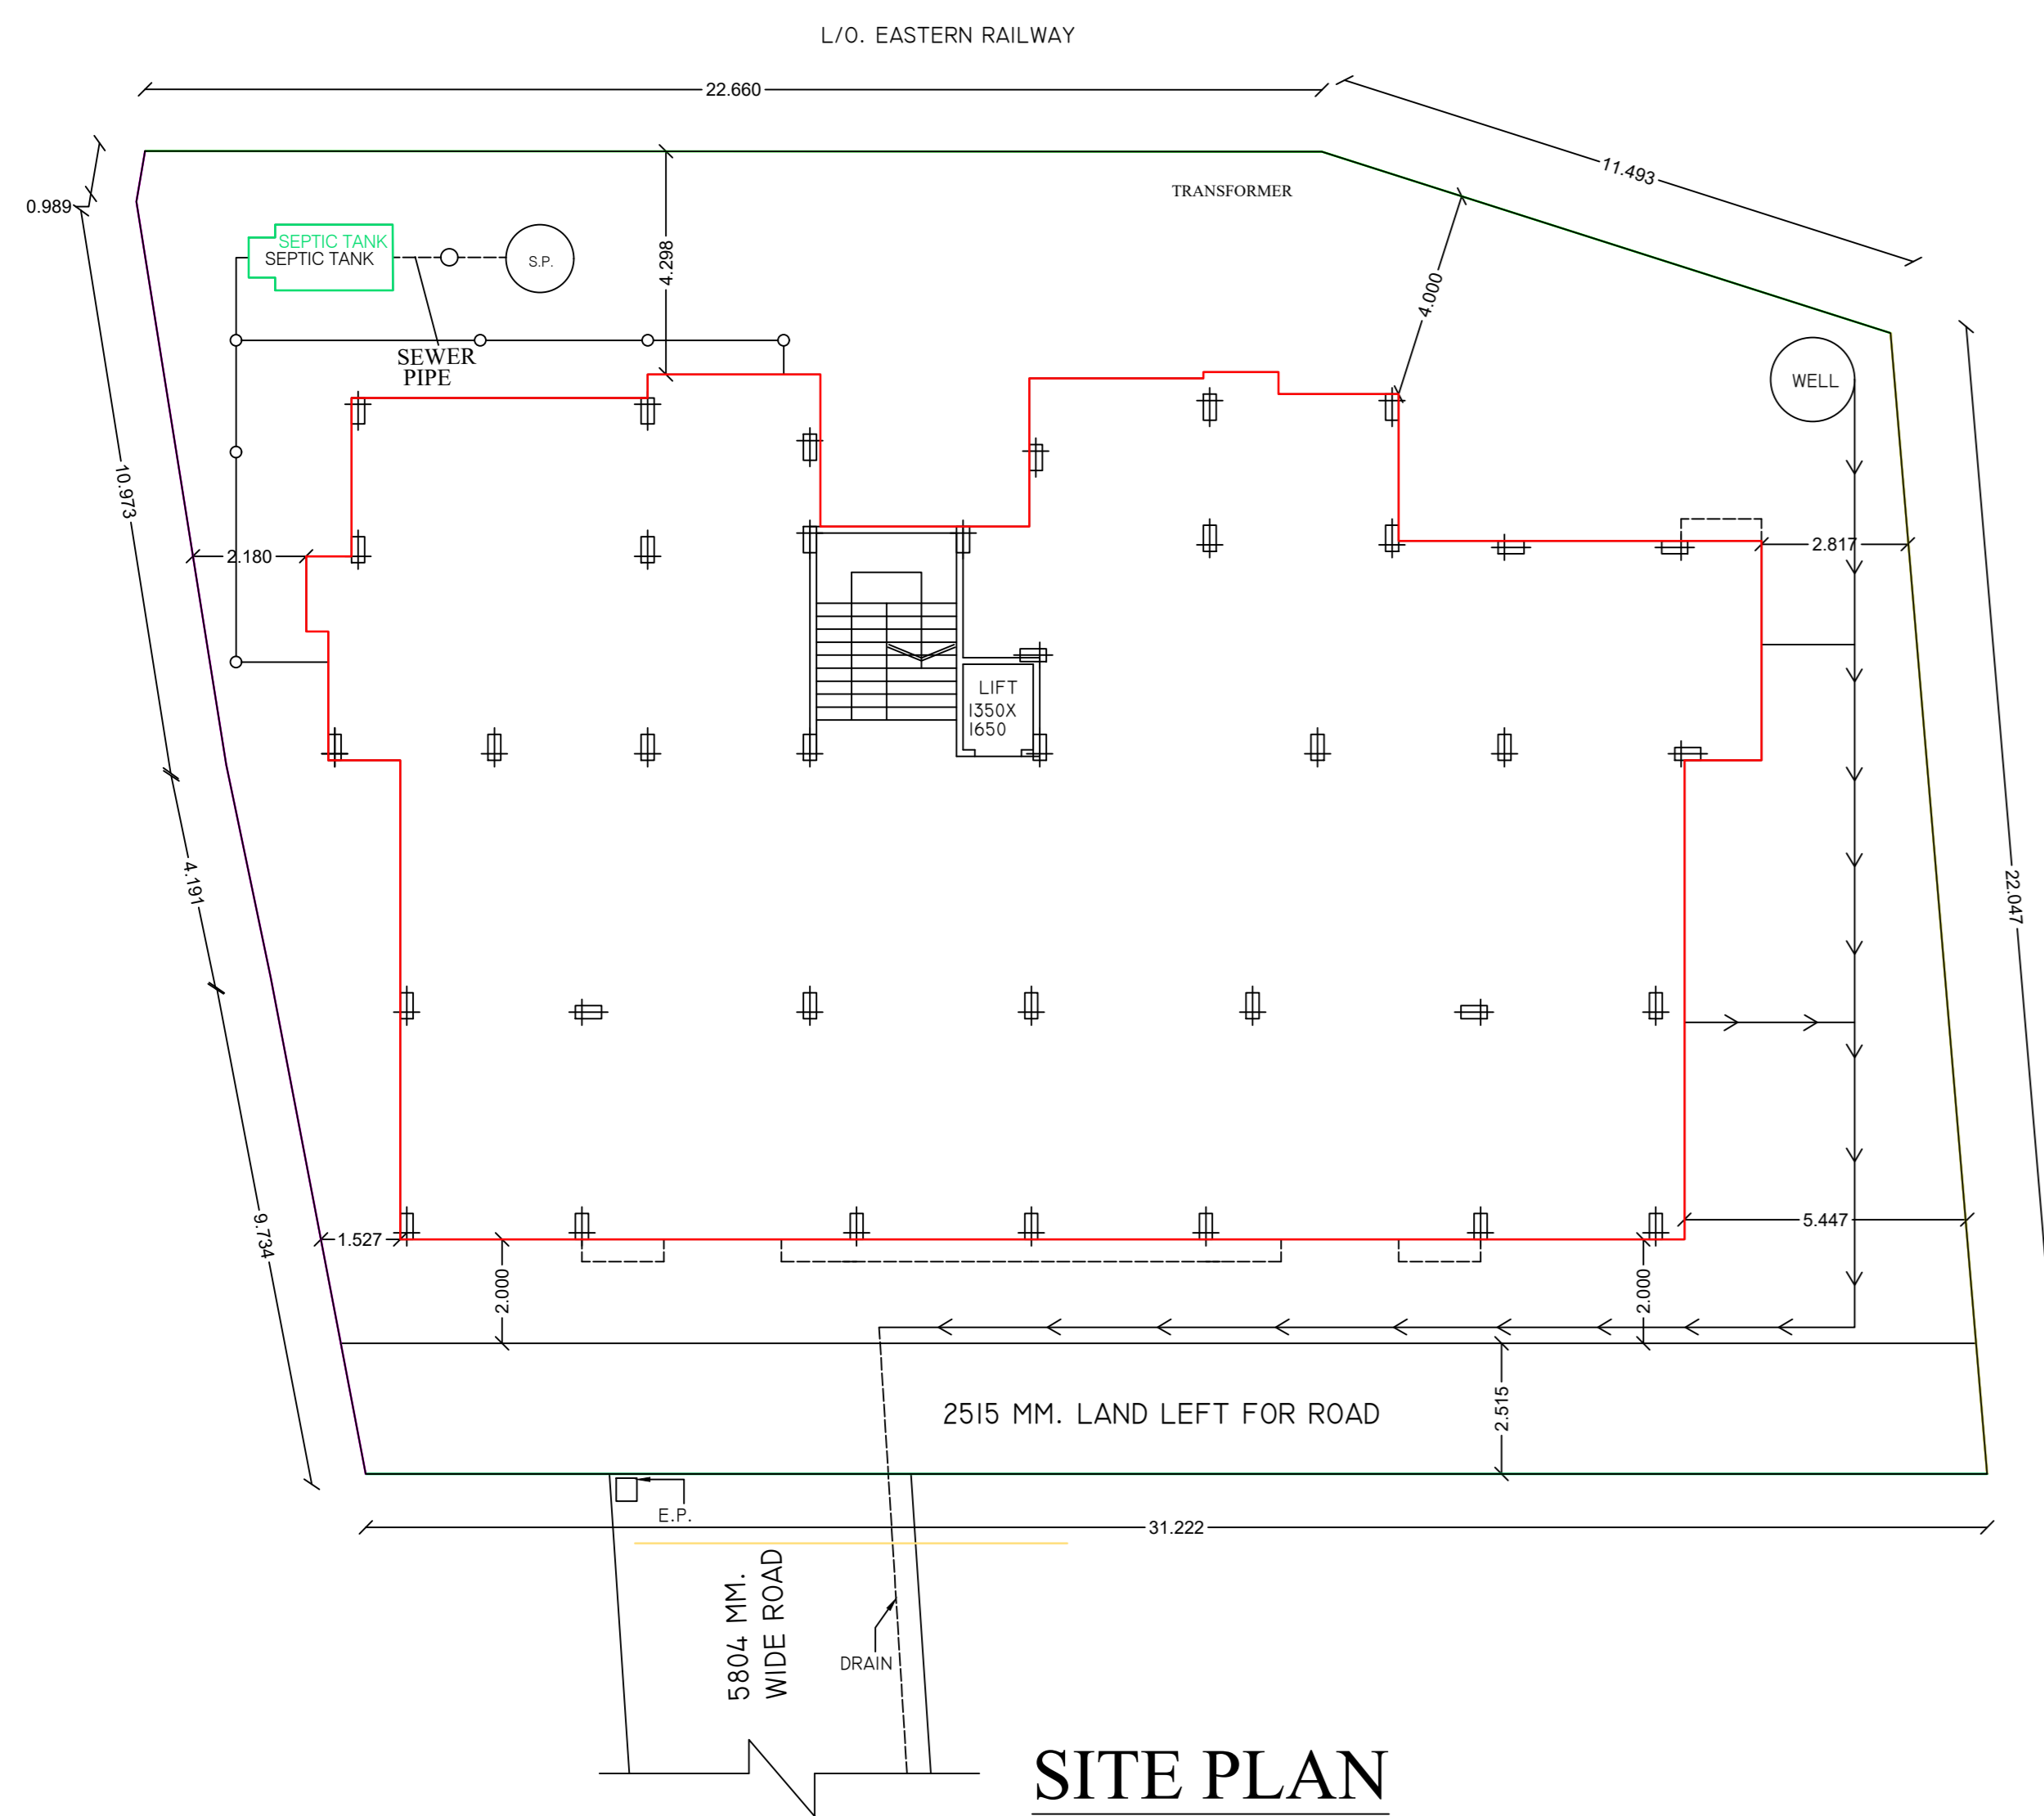 L/O. EASTERN RAILWAY
22.660
11.493
TRANSFORMER
0.989
SEPTIC TANK
SEPTIC TANK
S.P.
4.298
4.000
SEWER
PIPE
WELL
10.973
2.180
2.817
LIFT
1350X
1650
4.191
22.047
9.734
1.527
5.447
2.000
2.000
2515 MM. LAND LEFT FOR ROAD
2.515
E.P.
31.222
5804 MM.
WIDE ROAD
DRAIN
SITE PLAN